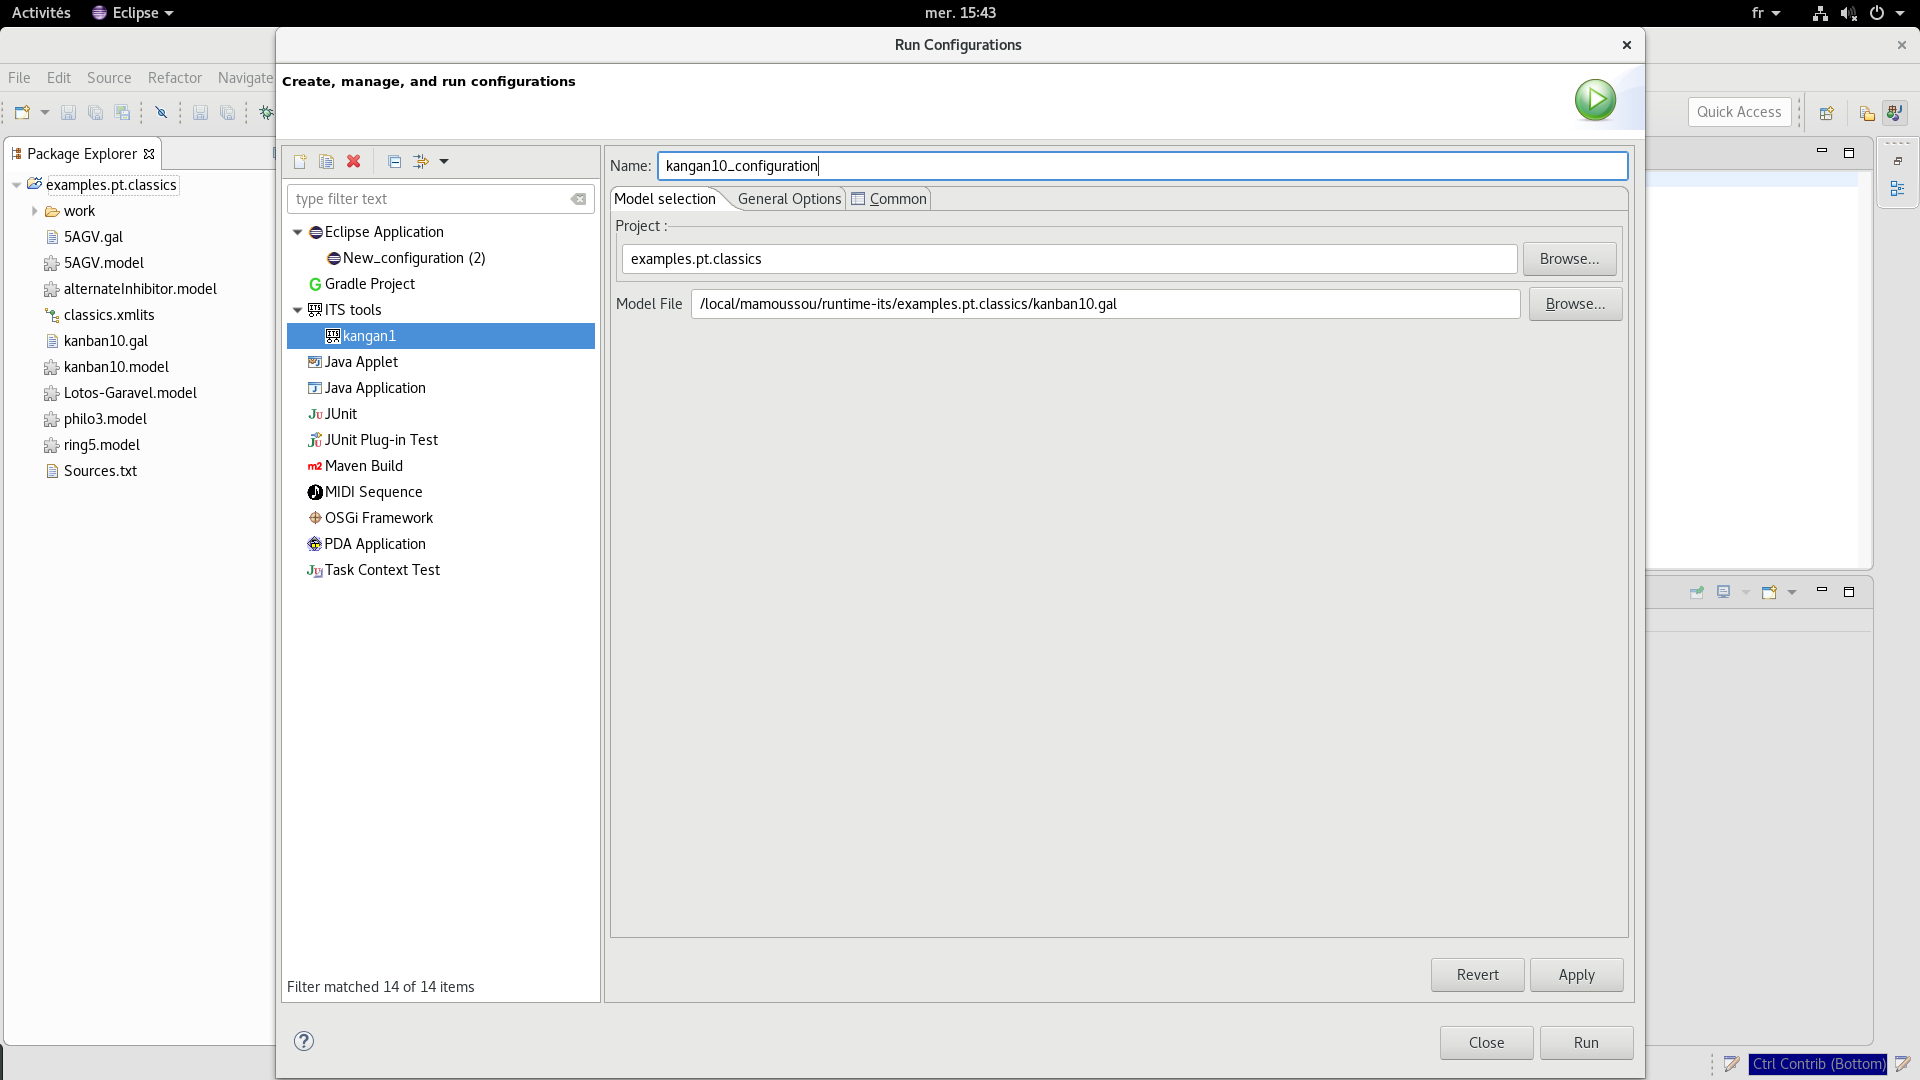 Activités Eclipse mer. 15:43 fr
Run Configurations
File Edit Source Refactor Navigate
Create, manage, and run configurations
Quick Access
Package Explorer
examples.pt.classics
work
5AGV.gal
5AGV.model
alternateInhibitor.model
classics.xmlits
kanban10.gal
kanban10.model
Lotos-Garavel.model
philo3.model
ring5.model
Sources.txt
type filter text
Eclipse Application
New_configuration (2)
Gradle Project
ITS tools
kangan1
Java Applet
Java Application
JUnit
JUnit Plug-in Test
Maven Build
MIDI Sequence
OSGi Framework
PDA Application
Task Context Test
Filter matched 14 of 14 items
Name: kangan10_configuration
Model selection General Options Common
Project :
examples.pt.classics Browse...
Model File /local/mamoussou/runtime-its/examples.pt.classics/kanban10.gal Browse...
Revert Apply
Close Run
Ctrl Contrib (Bottom)